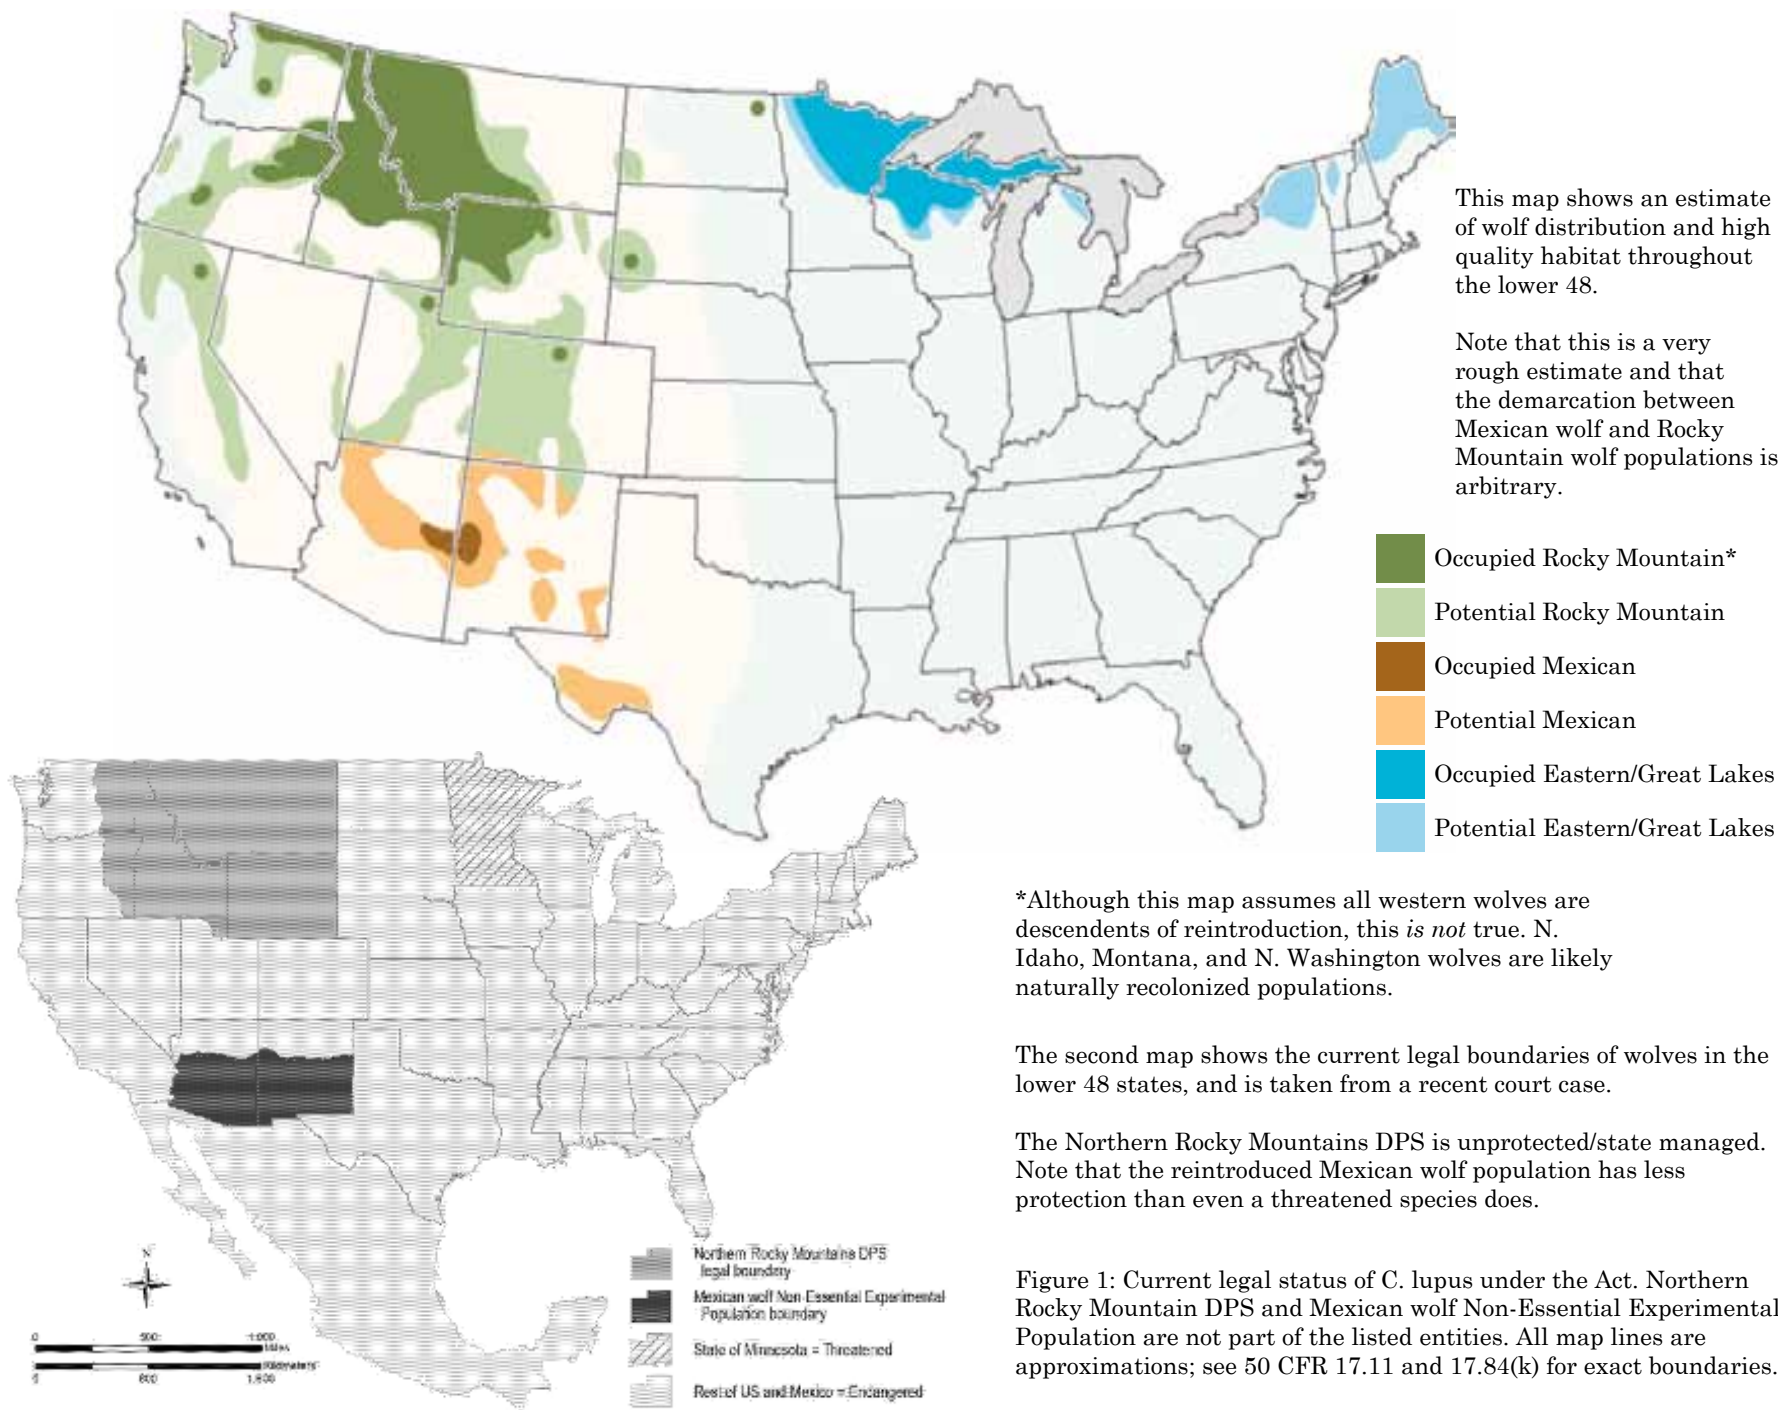 This map shows an estimate
of wolf distribution and high
quality habitat throughout
the lower 48.
Note that this is a very
rough estimate and that
the demarcation between
Mexican wolf and Rocky
Mountain wolf populations is
arbitrary.
Occupied Rocky Mountain*
Potential Rocky Mountain
Occupied Mexican
Potential Mexican
Occupied Eastern/Great Lakes
Potential Eastern/Great Lakes
*Although this map assumes all western wolves are
descendents of reintroduction, this is not true. N.
Idaho, Montana, and N. Washington wolves are likely
naturally recolonized populations.
The second map shows the current legal boundaries of wolves in the
lower 48 states, and is taken from a recent court case.
The Northern Rocky Mountains DPS is unprotected/state managed.
Note that the reintroduced Mexican wolf population has less
protection than even a threatened species does.
Figure 1: Current legal status of C. lupus under the Act. Northern
Rocky Mountain DPS and Mexican wolf Non-Essential Experimental
Population are not part of the listed entities. All map lines are
approximations; see 50 CFR 17.11 and 17.84(k) for exact boundaries.
N
Northern Rocky Mountains DPS
legal boundary
Mexican wolf Non-Essential Experimental
Population boundary
State of Minnesota = Threatened
Rest of US and Mexico = Endangered
0 500 1,000
Miles
Kilometers
0 800 1,600